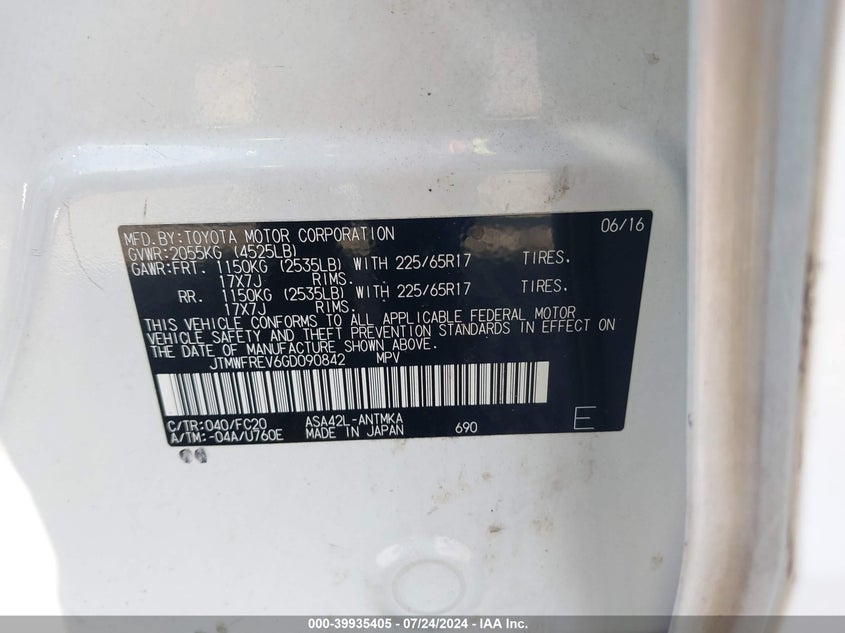 MFD.BY:TOYOTA MOTOR CORPORATION 06/16
GVWR:2055KG (4525LB)
GAWR:FRT. 1150KG (2535LB) WITH 225/65R17 TIRES.
17X7J RIMS.
RR. 1150KG (2535LB) WITH 225/65R17 TIRES.
17X7J RIMS.
THIS VEHICLE CONFORMS TO ALL APPLICABLE FEDERAL MOTOR
VEHICLE SAFETY AND THEFT PREVENTION STANDARDS IN EFFECT ON
THE DATE OF MANUFACTURE SHOWN ABOVE.
JTMWFREV6GD090842 MPV
C/TR:040/FC20 ASA42L-ANTMKA
A/TM:-04A/U760E MADE IN JAPAN 690 E
000-39935405 - 07/24/2024 - IAA Inc.